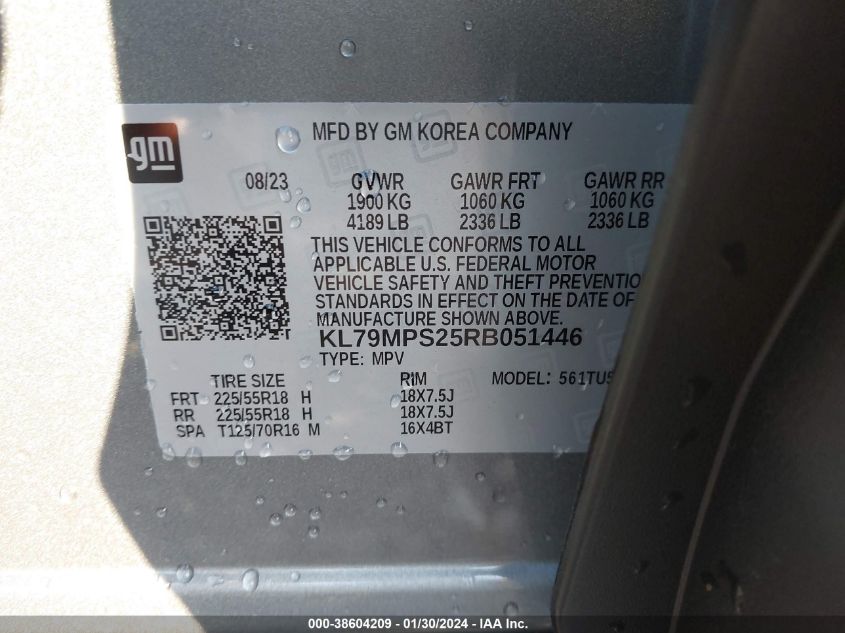 gm
MFD BY GM KOREA COMPANY
08/23 GVWR GAWR FRT GAWR RR
1900 KG 1060 KG 1060 KG
4189 LB 2336 LB 2336 LB
THIS VEHICLE CONFORMS TO ALL
APPLICABLE U.S. FEDERAL MOTOR
VEHICLE SAFETY AND THEFT PREVENTION
STANDARDS IN EFFECT ON THE DATE OF
MANUFACTURE SHOWN ABOVE.
KL79MPS25RB051446
TYPE: MPV
TIRE SIZE RIM MODEL: 561TU5
FRT 225/55R18 H 18X7.5J
RR 225/55R18 H 18X7.5J
SPA T125/70R16 M 16X4BT
000-38604209 - 01/30/2024 - IAA Inc.